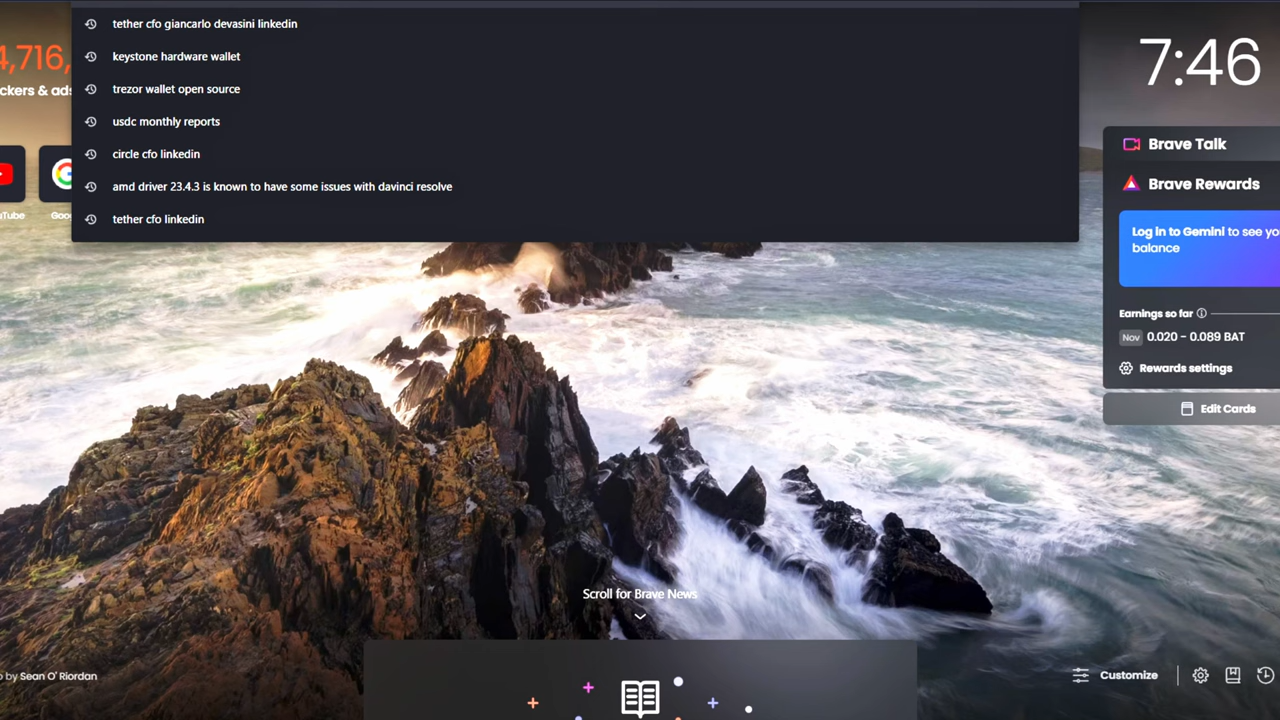 tether cfo giancarlo devasini linkedin
keystone hardware wallet
trezor wallet open source
usdc monthly reports
circle cfo linkedin
amd driver 23.4.3 is known to have some issues with davinci resolve
tether cfo linkedin
4,716,
ckers & ads
uTube
Goo
7:46
Brave Talk
Brave Rewards
Log in to Gemini to see yo
balance
Earnings so far
Nov 0.020 - 0.089 BAT
Rewards settings
Edit Cards
Scroll for Brave News
o by Sean O' Riordan
Customize